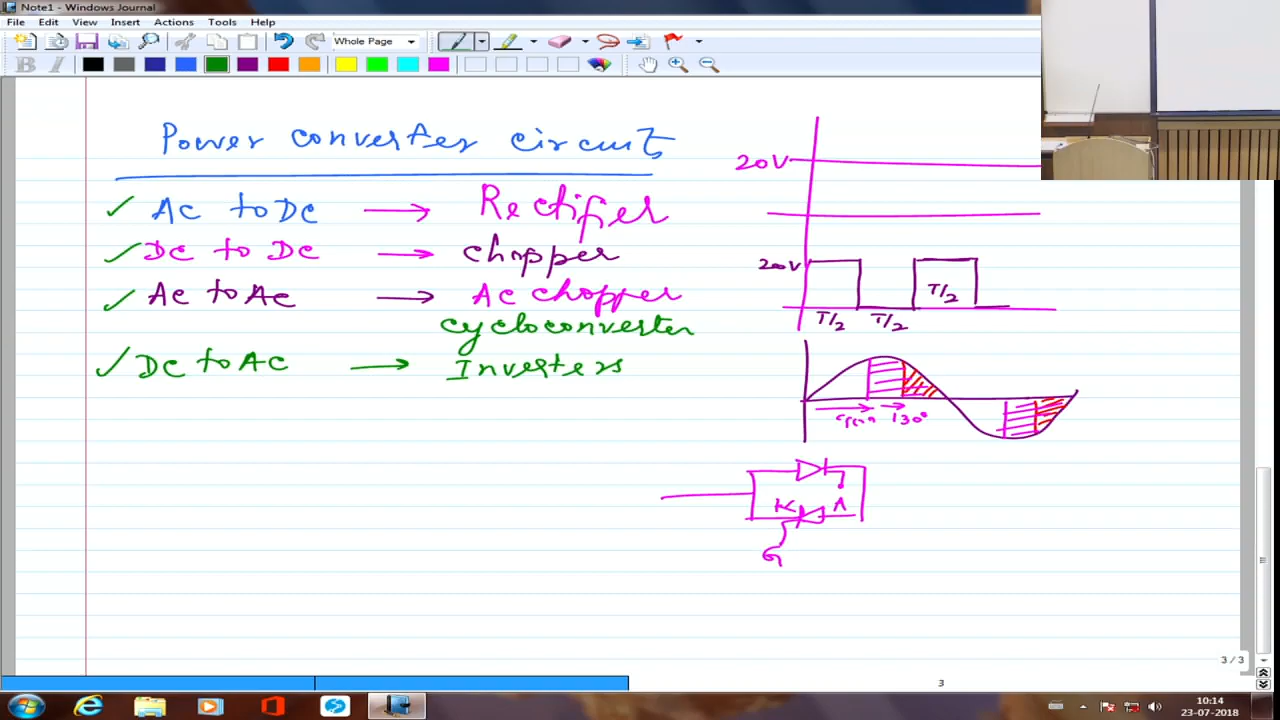 Note1 - Windows Journal
File Edit View Insert Actions Tools Help
Whole Page
B I
Power converter circuits
AC to DC → Rectifier
DC to DC → chopper
AC to AC → AC chopper
cycloconverter
DC to AC → Inverters
20V
20V
T/2 T/2 T/2
130°
K A
G
3 / 3
3
10:14
23-07-2018